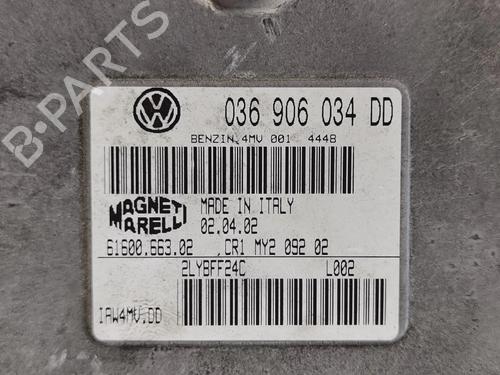 VW 036 906 034 DD
BENZIN.4MV 001 4448
MAGNETI MARELLI
MADE IN ITALY
02.04.02
61600.663.02 ,CR1 MY2 092 02
2LYBFF24C L002
IAW4MV.DD
B-PARTS